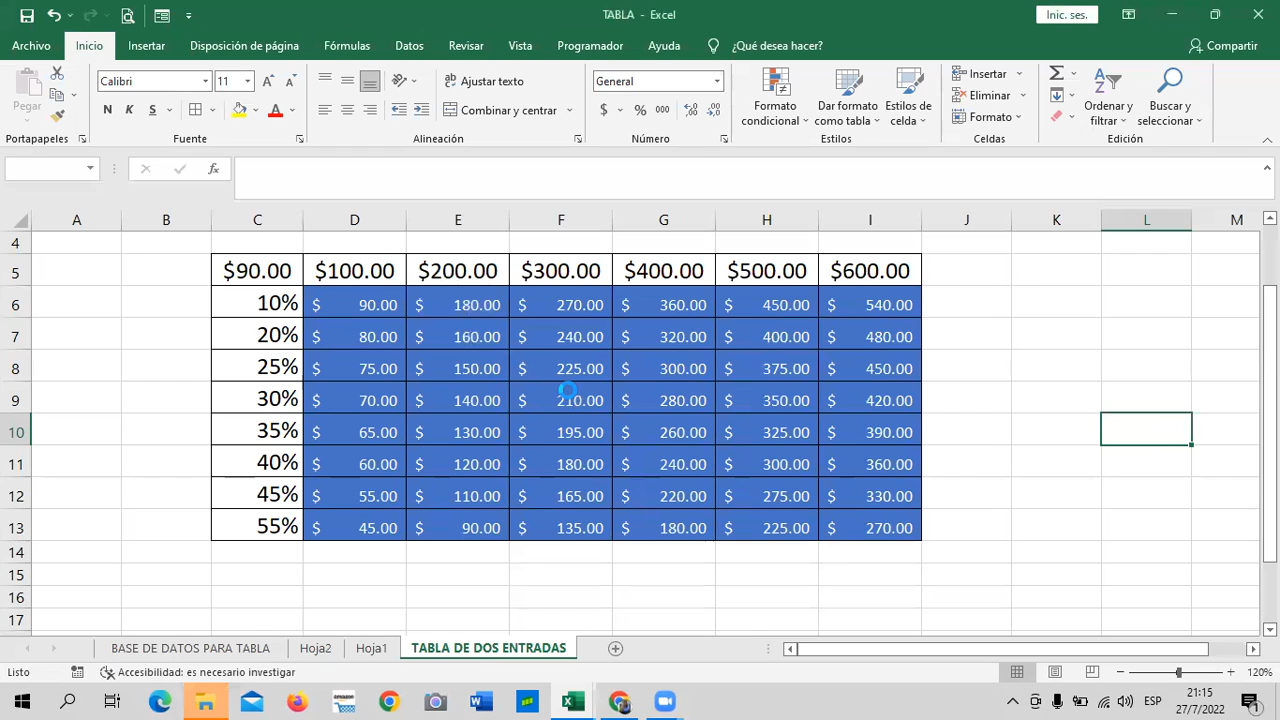 TABLA - Excel
Inic. ses.
Archivo Inicio Insertar Disposición de página Fórmulas Datos Revisar Vista Programador Ayuda ¿Qué desea hacer? Compartir
Pegar
Calibri 11
N K S
Ajustar texto
Combinar y centrar
General
$ % 000
Formato condicional
Dar formato como tabla
Estilos de celda
Insertar
Eliminar
Formato
Ordenar y filtrar
Buscar y seleccionar
Portapapeles Fuente Alineación Número Estilos Celdas Edición
fx
A B C D E F G H I J K L M
4
5 $90.00 $100.00 $200.00 $300.00 $400.00 $500.00 $600.00
6 10% $ 90.00 $ 180.00 $ 270.00 $ 360.00 $ 450.00 $ 540.00
7 20% $ 80.00 $ 160.00 $ 240.00 $ 320.00 $ 400.00 $ 480.00
8 25% $ 75.00 $ 150.00 $ 225.00 $ 300.00 $ 375.00 $ 450.00
9 30% $ 70.00 $ 140.00 $ 210.00 $ 280.00 $ 350.00 $ 420.00
10 35% $ 65.00 $ 130.00 $ 195.00 $ 260.00 $ 325.00 $ 390.00
11 40% $ 60.00 $ 120.00 $ 180.00 $ 240.00 $ 300.00 $ 360.00
12 45% $ 55.00 $ 110.00 $ 165.00 $ 220.00 $ 275.00 $ 330.00
13 55% $ 45.00 $ 90.00 $ 135.00 $ 180.00 $ 225.00 $ 270.00
14
15
16
17
BASE DE DATOS PARA TABLA Hoja2 Hoja1 TABLA DE DOS ENTRADAS
Listo Accesibilidad: es necesario investigar 120%
amazon
ESP
21:15
27/7/2022